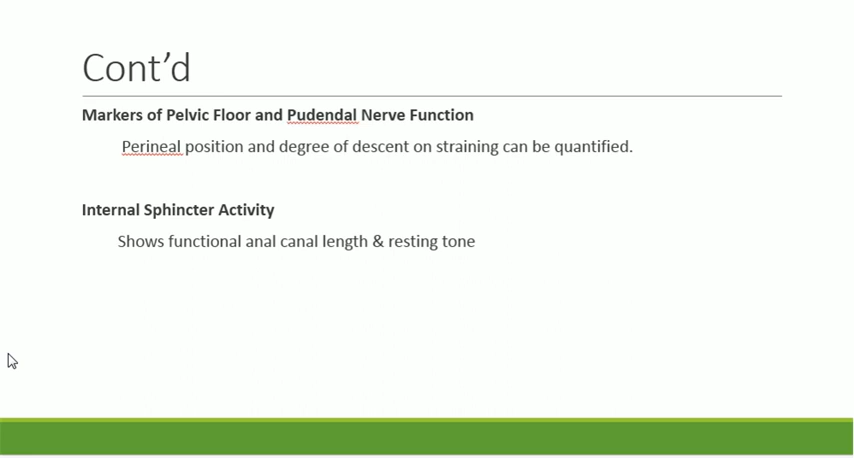 Cont’d
Markers of Pelvic Floor and Pudendal Nerve Function
Perineal position and degree of descent on straining can be quantified.
Internal Sphincter Activity
Shows functional anal canal length & resting tone